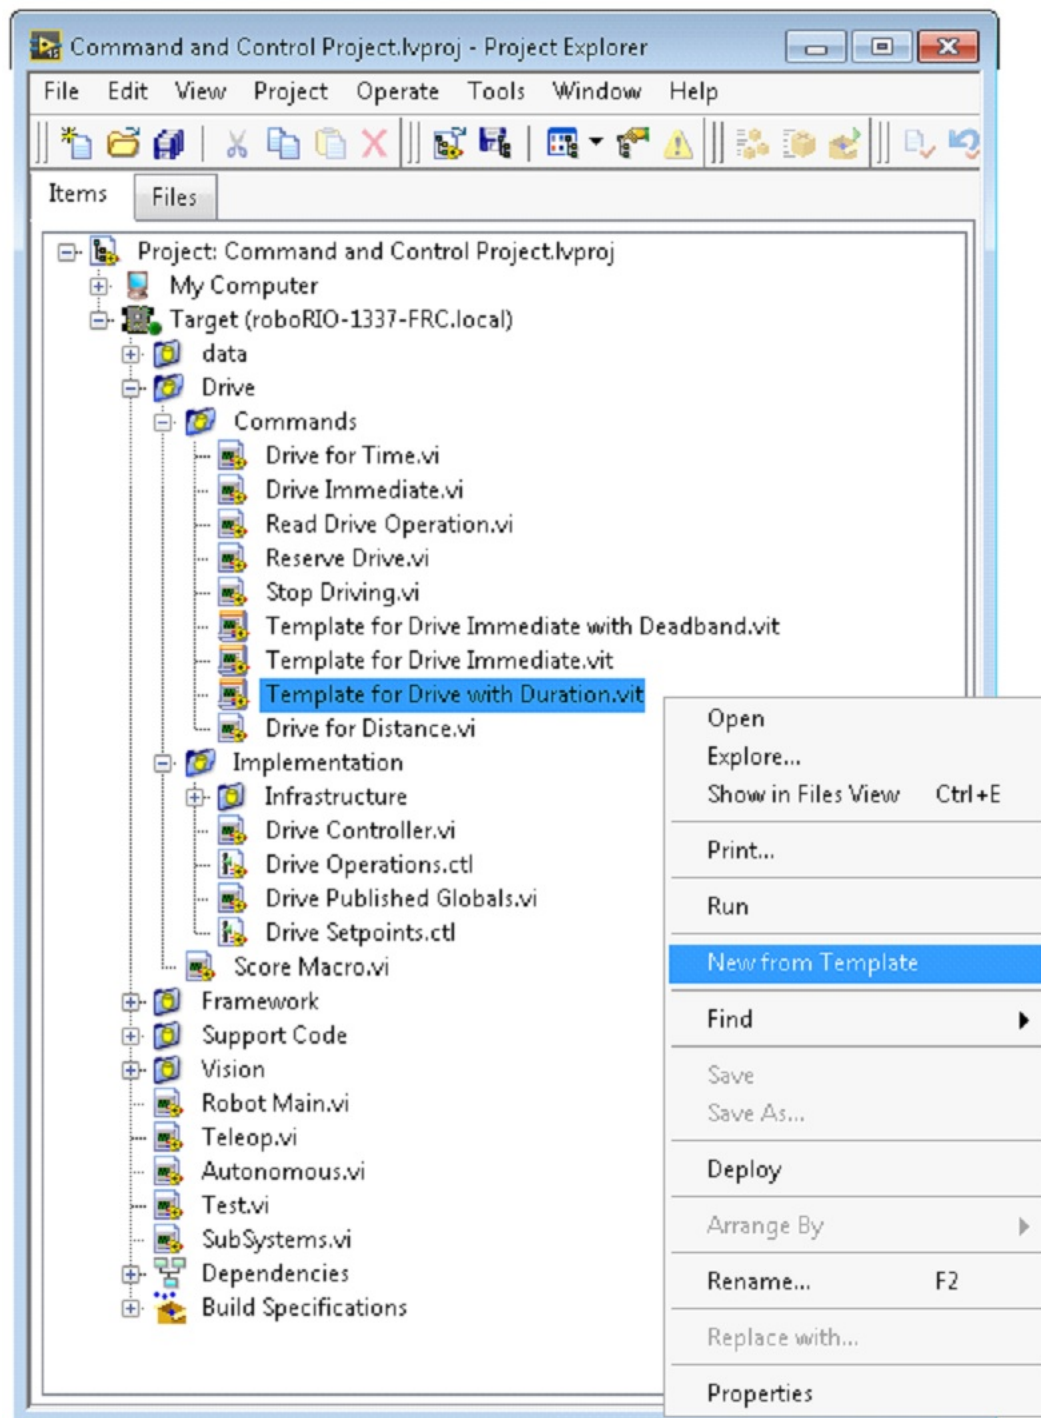 Command and Control Project.lvproj - Project Explorer
File Edit View Project Operate Tools Window Help
Items Files
Project: Command and Control Project.lvproj
My Computer
Target (roboRIO-1337-FRC.local)
data
Drive
Commands
Drive for Time.vi
Drive Immediate.vi
Read Drive Operation.vi
Reserve Drive.vi
Stop Driving.vi
Template for Drive Immediate with Deadband.vit
Template for Drive Immediate.vit
Template for Drive with Duration.vit
Drive for Distance.vi
Implementation
Infrastructure
Drive Controller.vi
Drive Operations.ctl
Drive Published Globals.vi
Drive Setpoints.ctl
Score Macro.vi
Framework
Support Code
Vision
Robot Main.vi
Teleop.vi
Autonomous.vi
Test.vi
SubSystems.vi
Dependencies
Build Specifications
Open
Explore...
Show in Files View Ctrl+E
Print...
Run
New from Template
Find
Save
Save As...
Deploy
Arrange By
Rename... F2
Replace with...
Properties